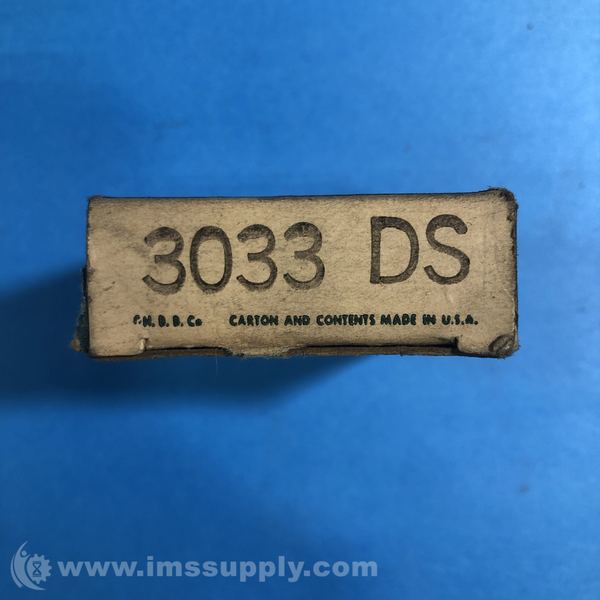 3033 DS
N. D. B. Co CARTON AND CONTENTS MADE IN U.S.A.
www.imssupply.com